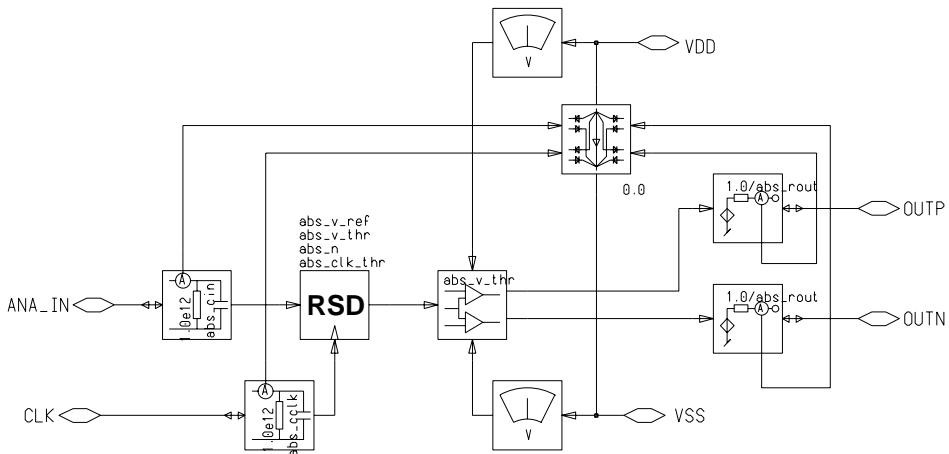 V
VDD
0.0
1.0/abs_rout
A
OUTP
abs_v_ref
abs_v_thr
abs_n
abs_clk_thr
A
abs_v_thr
ANA_IN
1.0e12
abs_cin
RSD
1.0/abs_rout
A
OUTN
CLK
A
1.0e12
abs_cclk
V
VSS